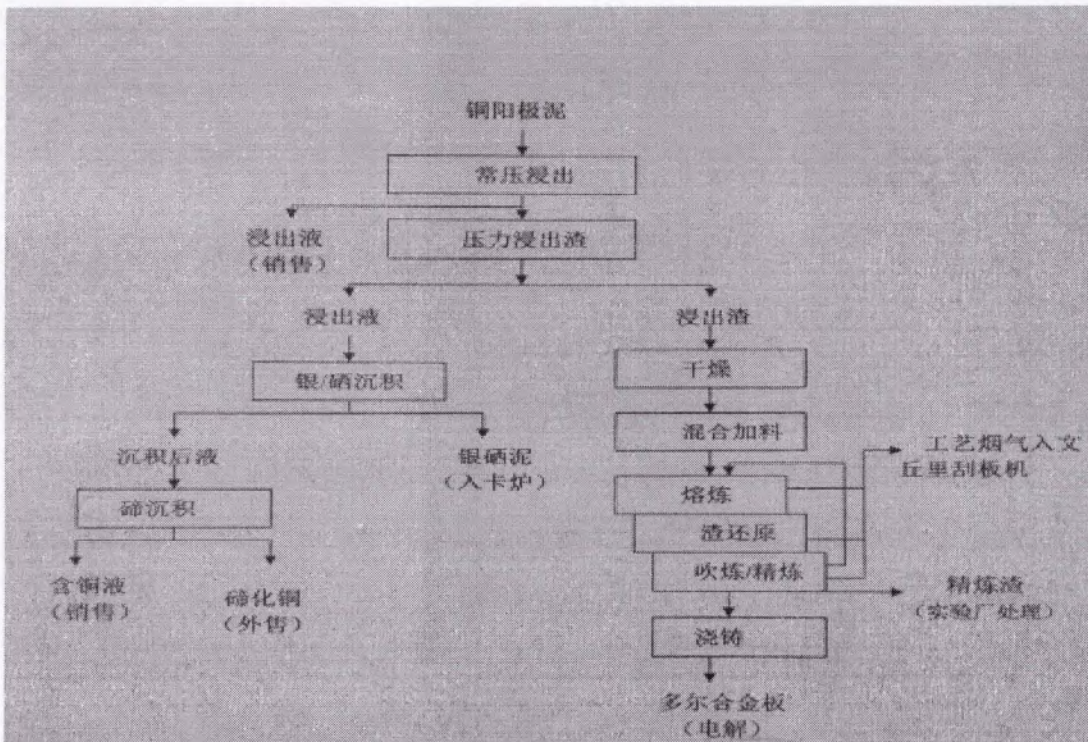 铜阳极泥
常压浸出
浸出液
（销售）
压力浸出渣
浸出液
浸出渣
银/硒沉积
干燥
混合加料
沉积后液
银硒泥
（入卡炉）
工艺烟气入文
丘里刮板机
碲沉积
熔炼
渣还原
吹炼/精炼
含铜液
（销售）
碲化铜
（外售）
精炼渣
（实验厂处理）
浇铸
多尔合金板
（电解）